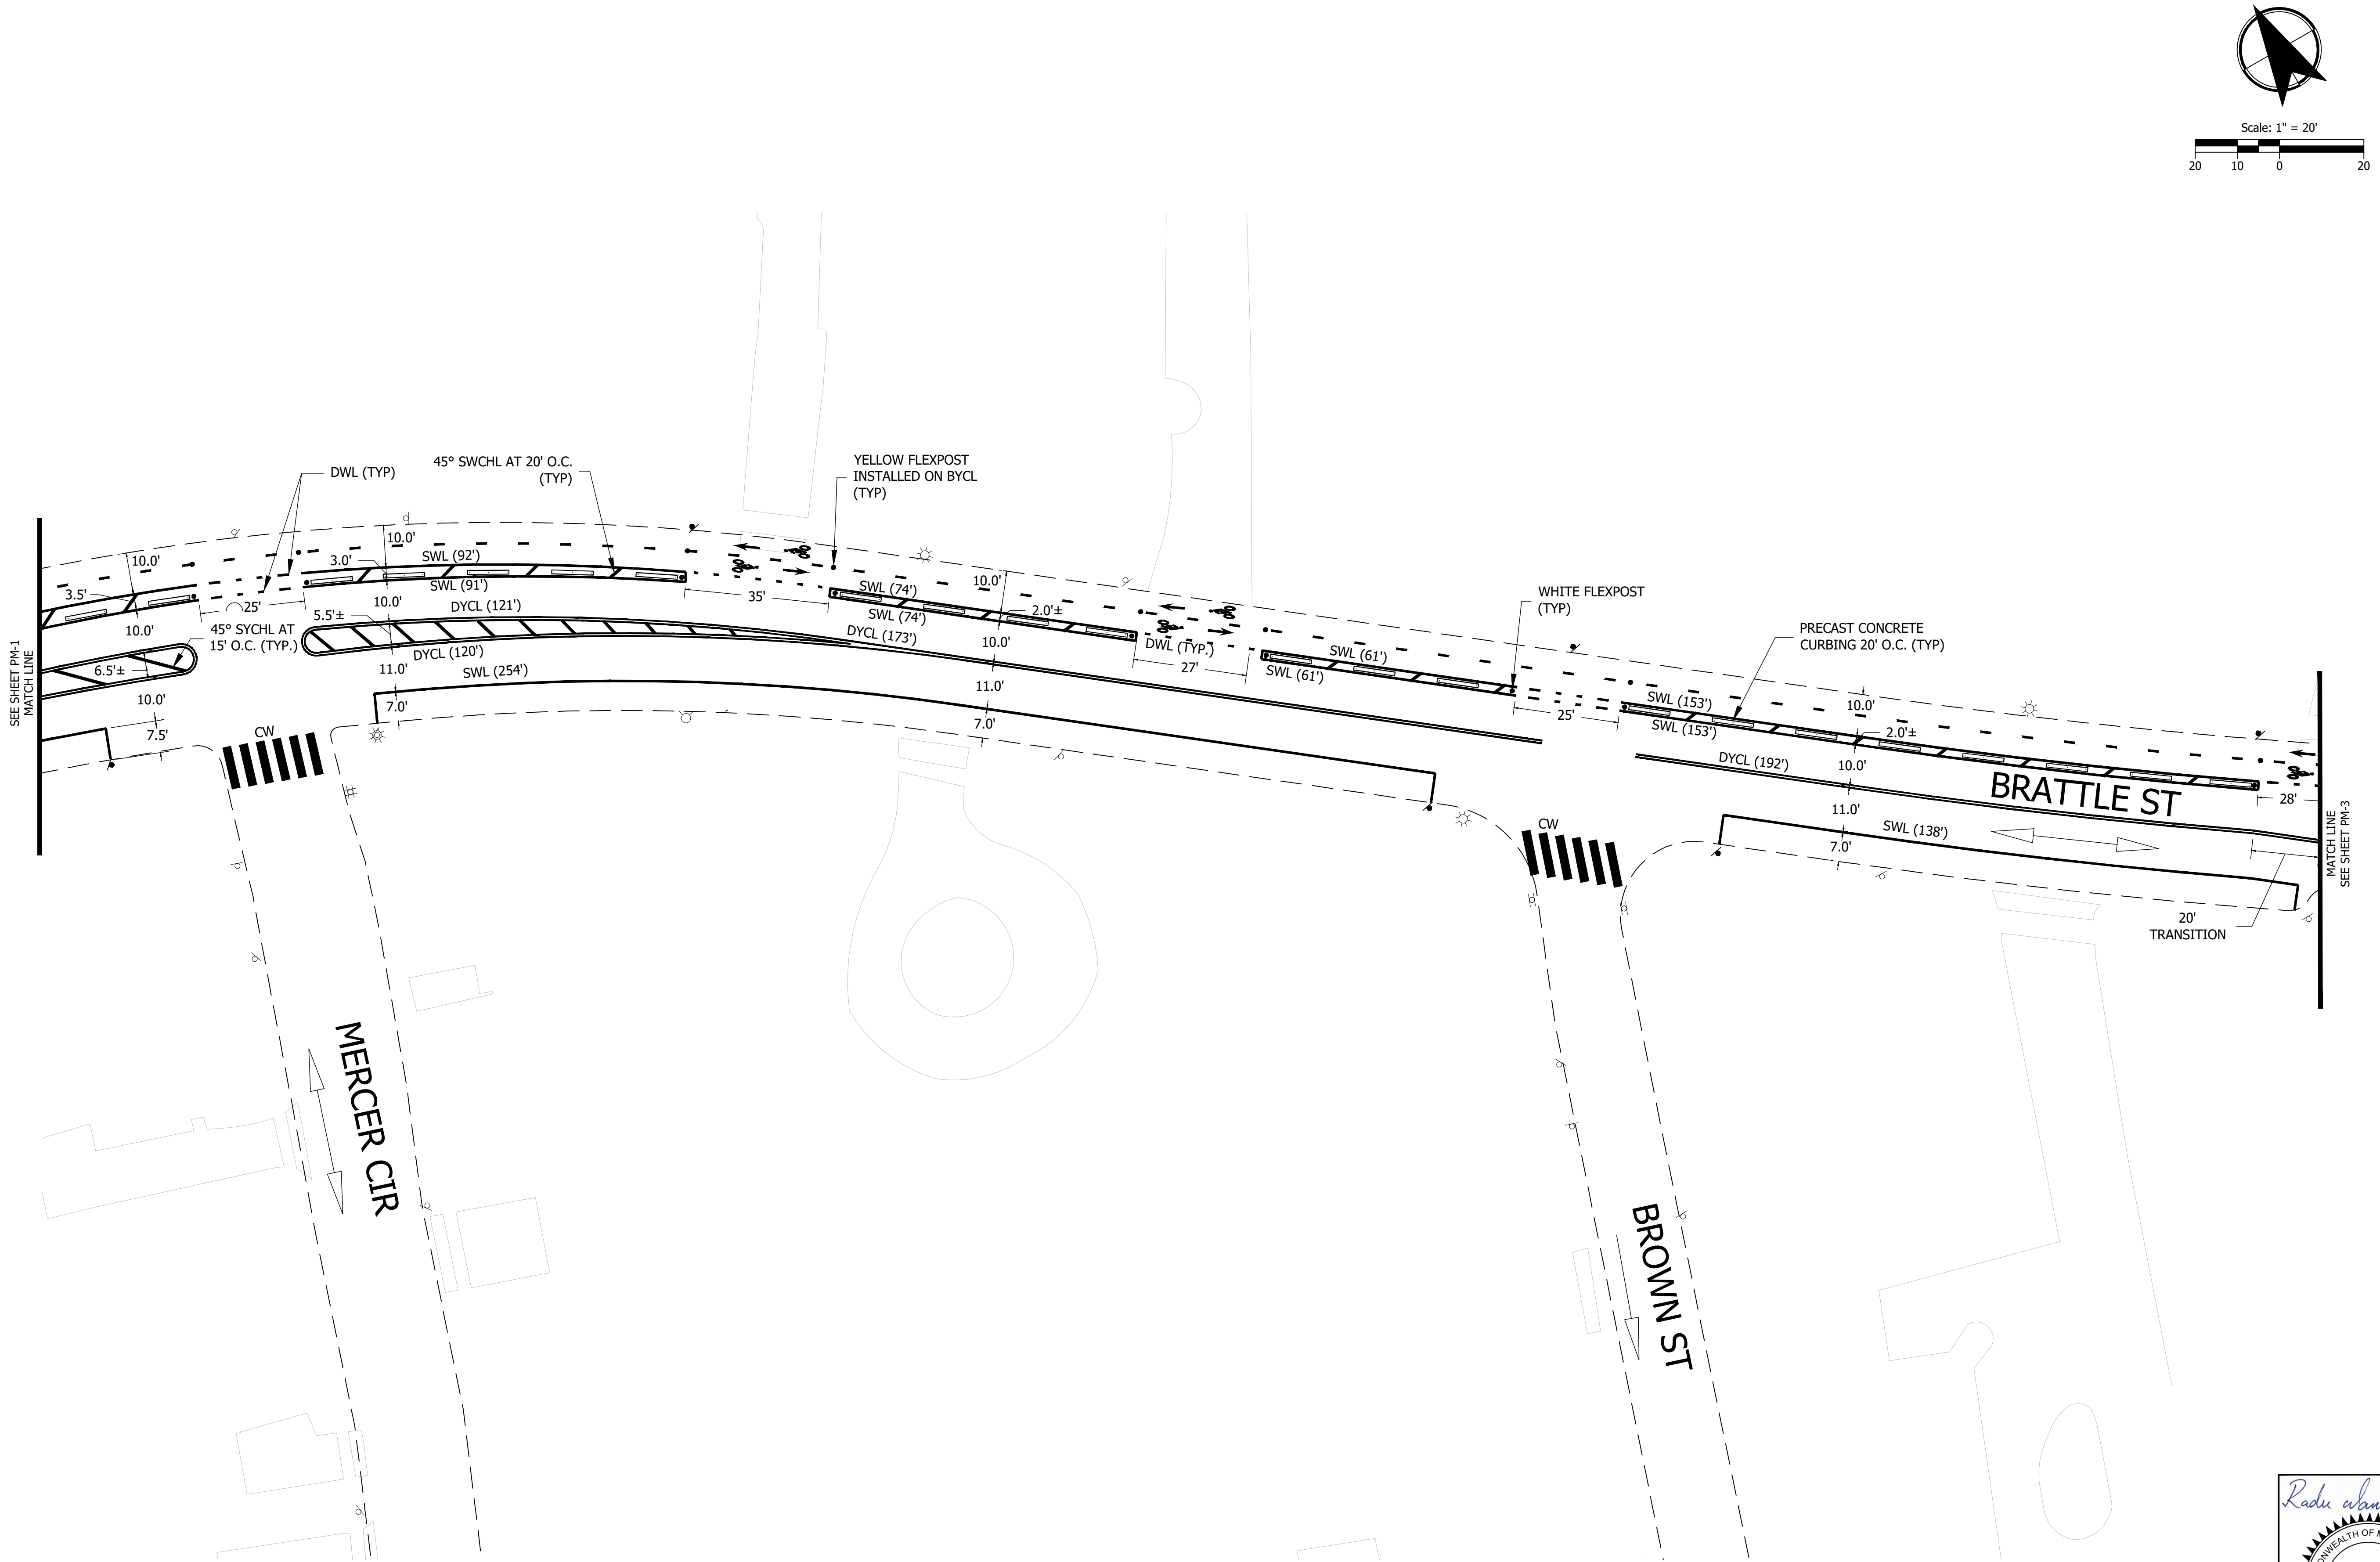 Scale: 1" = 20'
20 10 0 20
DWL (TYP)
45° SWCHL AT 20' O.C.
(TYP)
YELLOW FLEXPOST
INSTALLED ON BYCL
(TYP)
WHITE FLEXPOST
(TYP)
PRECAST CONCRETE
CURBING 20' O.C. (TYP)
SEE SHEET PM-1
MATCH LINE
10.0'
3.5'
10.0'
25'
45° SYCHL AT
15' O.C. (TYP.)
6.5'±
10.0'
7.5'
CW
10.0'
3.0'
SWL (92')
SWL (91')
10.0'
5.5'±
DYCL (121')
DYCL (120')
11.0'
SWL (254')
7.0'
35'
SWL (74')
SWL (74')
10.0'
2.0'±
DYCL (173')
10.0'
11.0'
7.0'
DWL (TYP.)
27'
SWL (61')
SWL (61')
25'
SWL (153')
SWL (153')
10.0'
2.0'±
10.0'
DYCL (192')
BRATTLE ST
28'
11.0'
SWL (138')
7.0'
CW
20'
TRANSITION
MATCH LINE
SEE SHEET PM-3
MERCER CIR
BROWN ST
Radu
NWEALTH OF M